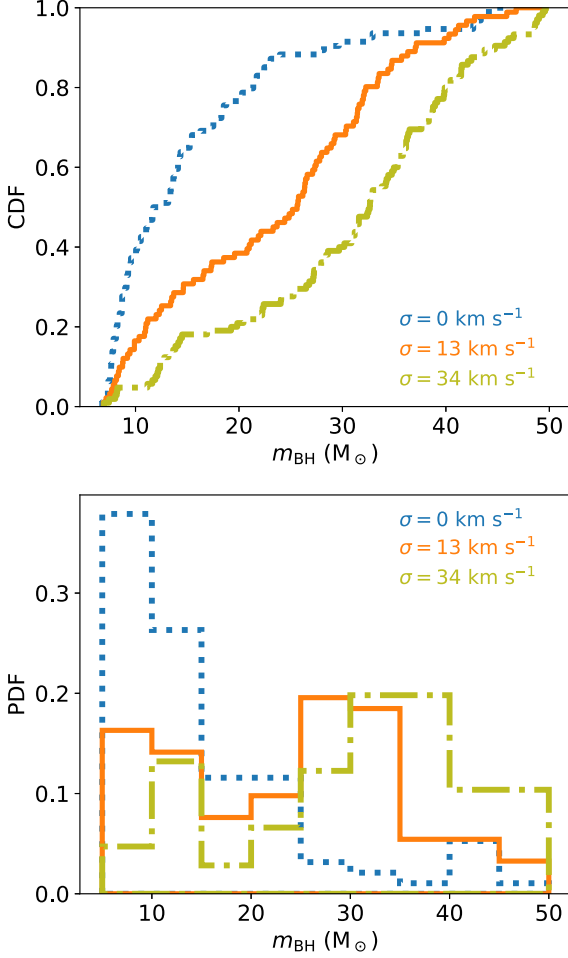 1.0
0.8
0.6
0.4
0.2
0.0
CDF
σ = 0 km s⁻¹
σ = 13 km s⁻¹
σ = 34 km s⁻¹
10 20 30 40 50
m_BH (M_⊙)
σ = 0 km s⁻¹
σ = 13 km s⁻¹
σ = 34 km s⁻¹
0.3
0.2
0.1
0.0
PDF
10 20 30 40 50
m_BH (M_⊙)